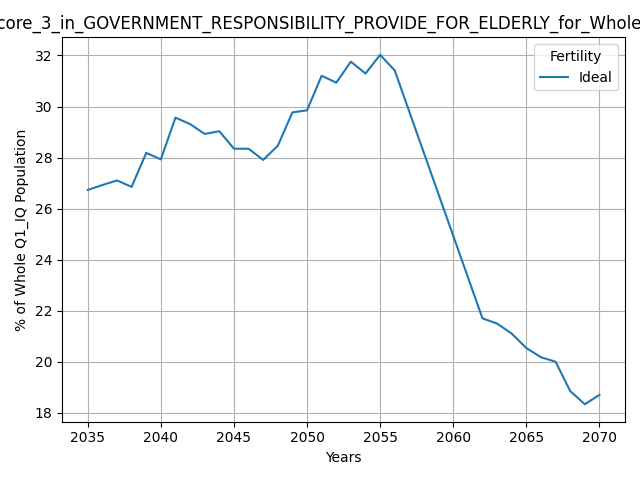 core_3_in_GOVERNMENT_RESPONSIBILITY_PROVIDE_FOR_ELDERLY_for_Whole
Fertility
Ideal
32
30
28
26
24
22
20
18
% of Whole Q1_IQ Population
2035 2040 2045 2050 2055 2060 2065 2070
Years